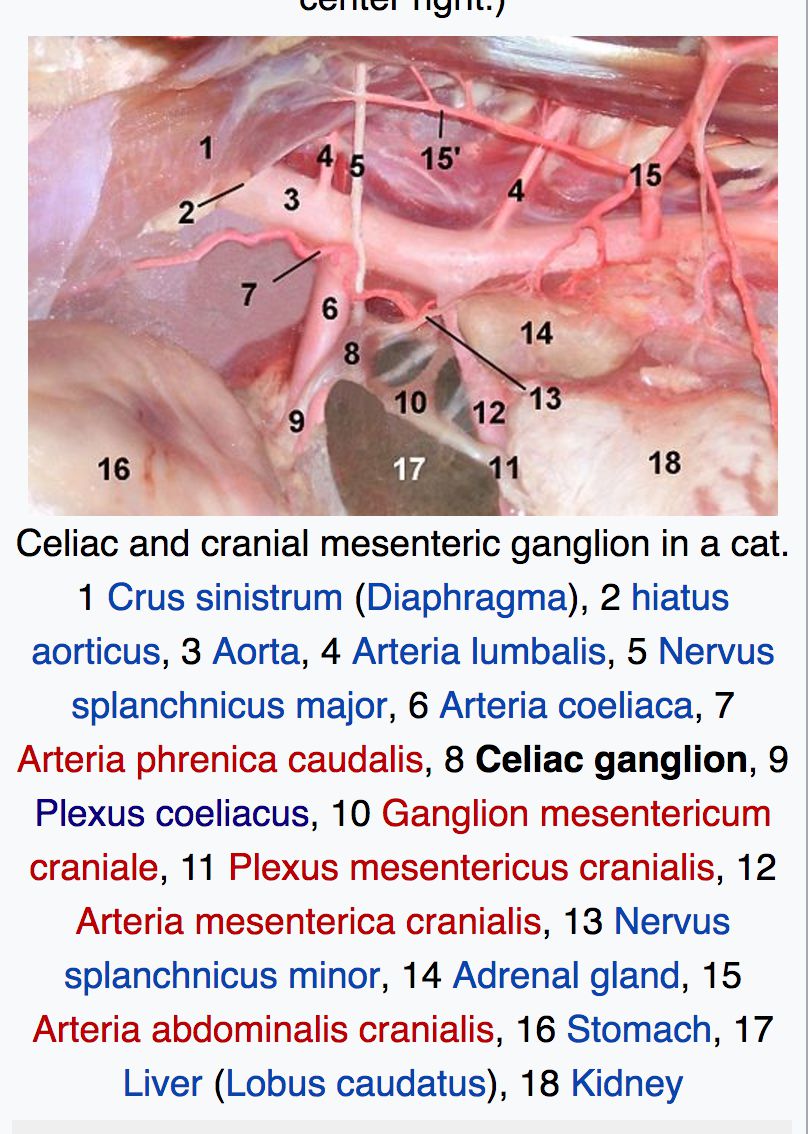 center right.)
1
4
5
15'
15
2
3
4
7
6
14
8
10
12
13
9
16
17
11
18
Celiac and cranial mesenteric ganglion in a cat.
1 Crus sinistrum (Diaphragma), 2 hiatus
aorticus, 3 Aorta, 4 Arteria lumbalis, 5 Nervus
splanchnicus major, 6 Arteria coeliaca, 7
Arteria phrenica caudalis, 8 Celiac ganglion, 9
Plexus coeliacus, 10 Ganglion mesentericum
craniale, 11 Plexus mesentericus cranialis, 12
Arteria mesenterica cranialis, 13 Nervus
splanchnicus minor, 14 Adrenal gland, 15
Arteria abdominalis cranialis, 16 Stomach, 17
Liver (Lobus caudatus), 18 Kidney